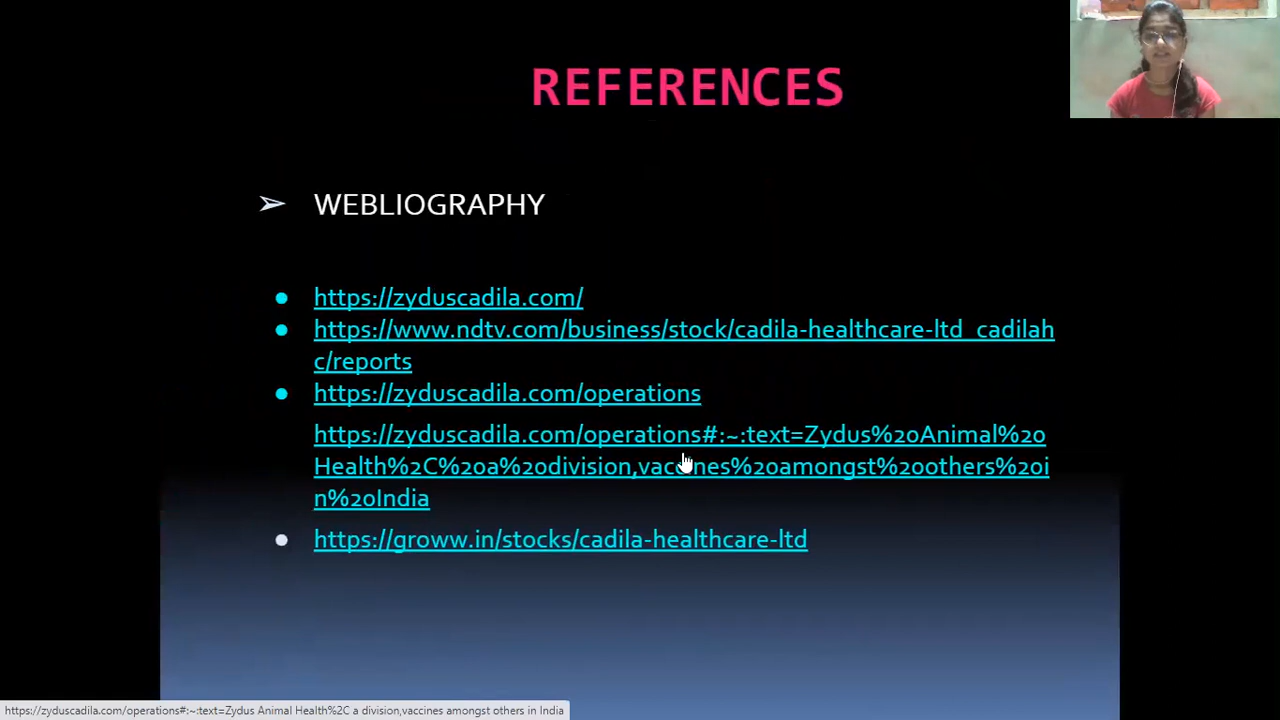 REFERENCES
➢ WEBLIOGRAPHY
• https://zyduscadila.com/
• https://www.ndtv.com/business/stock/cadila-healthcare-ltd_cadilah
c/reports
• https://zyduscadila.com/operations
https://zyduscadila.com/operations#:~:text=Zydus%20Animal%20
Health%2C%20a%20division,vaccines%20amongst%20others%20i
n%20India
• https://groww.in/stocks/cadila-healthcare-ltd
https://zyduscadila.com/operations#:~:text=Zydus Animal Health%2C a division,vaccines amongst others in India